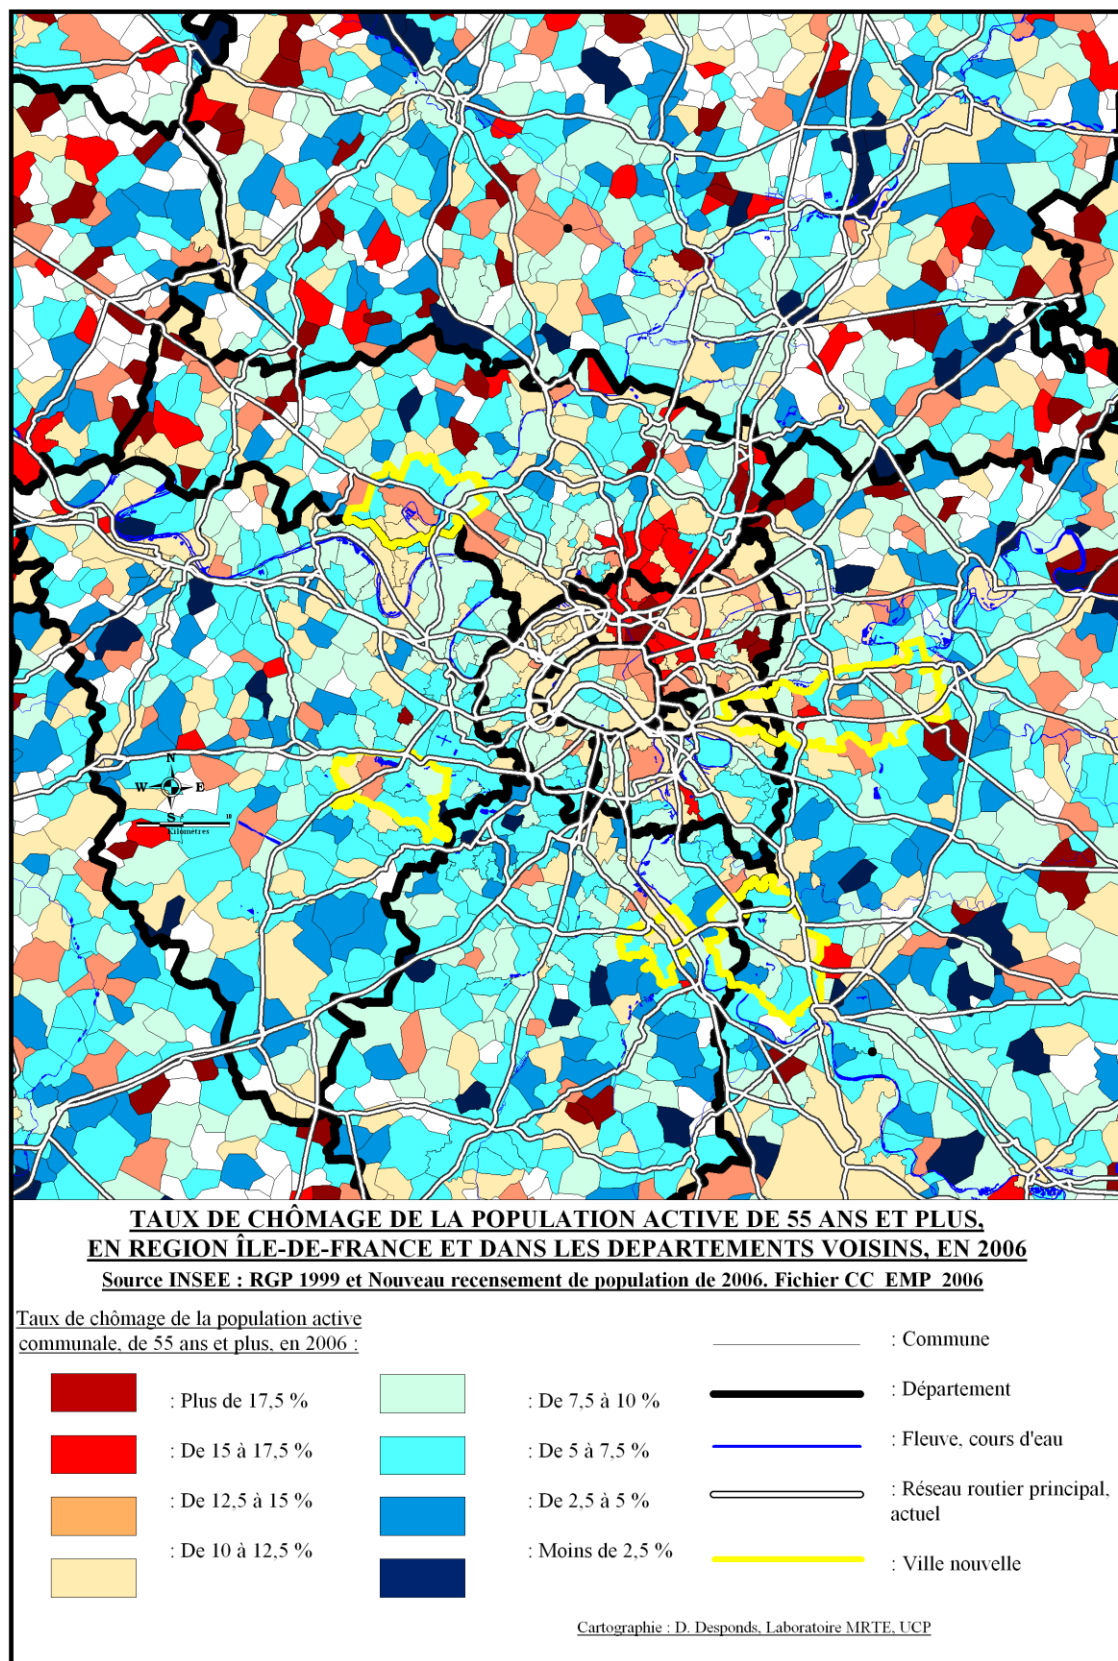 N
W E
S
5 10
Kilomètres
TAUX DE CHÔMAGE DE LA POPULATION ACTIVE DE 55 ANS ET PLUS,
EN REGION ÎLE-DE-FRANCE ET DANS LES DEPARTEMENTS VOISINS, EN 2006
Source INSEE : RGP 1999 et Nouveau recensement de population de 2006. Fichier CC_EMP_2006
Taux de chômage de la population active
communale, de 55 ans et plus, en 2006 :
: Plus de 17,5 %
: De 15 à 17,5 %
: De 12,5 à 15 %
: De 10 à 12,5 %
: De 7,5 à 10 %
: De 5 à 7,5 %
: De 2,5 à 5 %
: Moins de 2,5 %
: Commune
: Département
: Fleuve, cours d'eau
: Réseau routier principal,
actuel
: Ville nouvelle
Cartographie : D. Desponds, Laboratoire MRTE, UCP